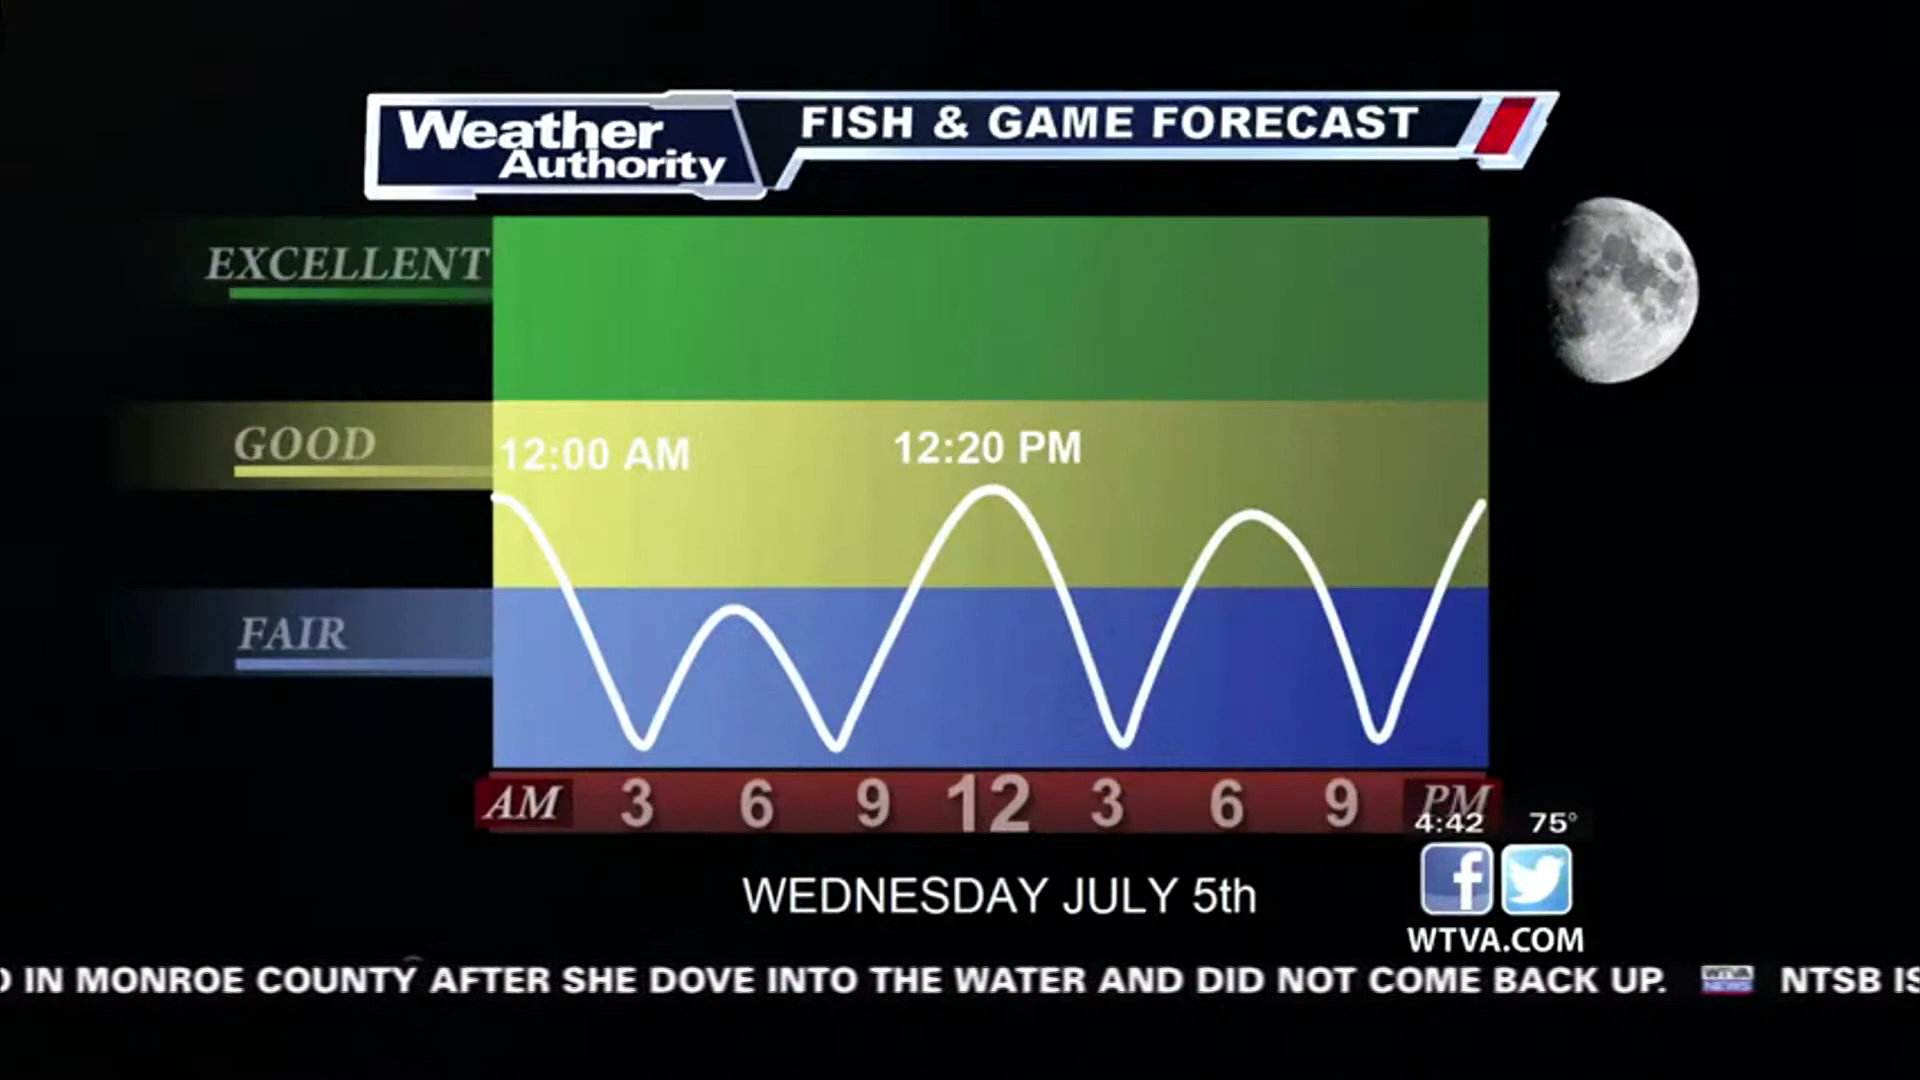 Weather
Authority
FISH & GAME FORECAST
EXCELLENT
GOOD
12:00 AM
12:20 PM
FAIR
AM 3 6 9 12 3 6 9 PM
4:42 75°
WEDNESDAY JULY 5th
WTVA.COM
IN MONROE COUNTY AFTER SHE DOVE INTO THE WATER AND DID NOT COME BACK UP. WTVA NEWS NTSB IS